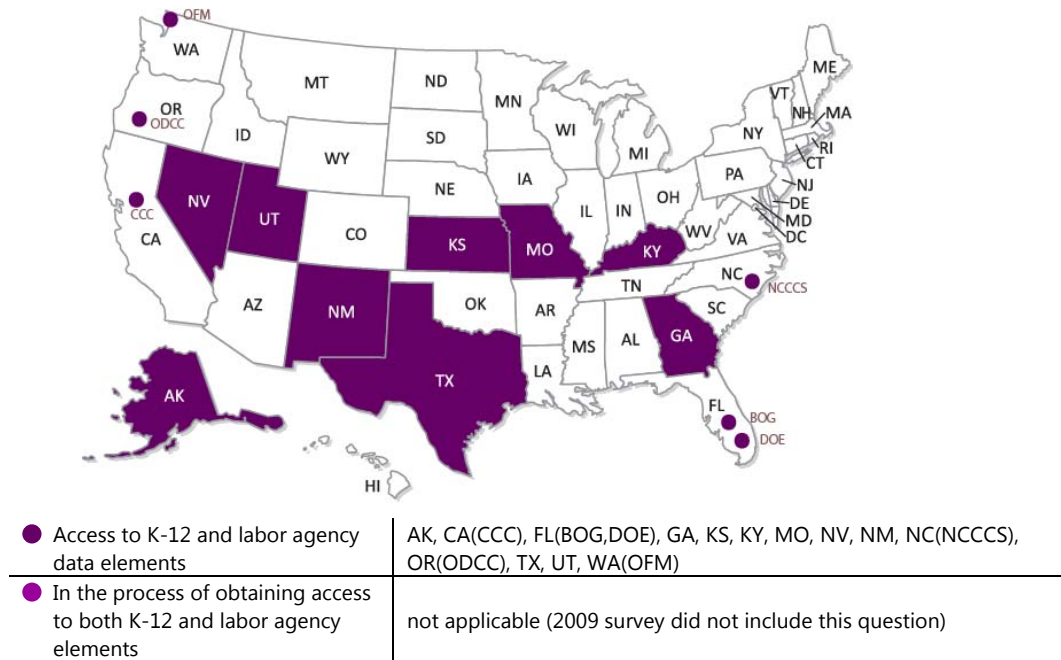 OFM
WA
MT
ND
MN
ME
VT
NH
MA
OR
ODCC
ID
SD
WI
NY
RI
CT
WY
MI
PA
NJ
IA
NE
OH
DE
MD
DC
NV
UT
IL
IN
WV
VA
CCC
CA
CO
KS
MO
KY
NC
NCCCS
TN
AZ
NM
OK
AR
SC
MS
AL
GA
LA
TX
AK
FL
BOG
DOE
HI
Access to K-12 and labor agency
data elements
AK, CA(CCC), FL(BOG,DOE), GA, KS, KY, MO, NV, NM, NC(NCCCS),
OR(ODCC), TX, UT, WA(OFM)
In the process of obtaining access
to both K-12 and labor agency
elements
not applicable (2009 survey did not include this question)